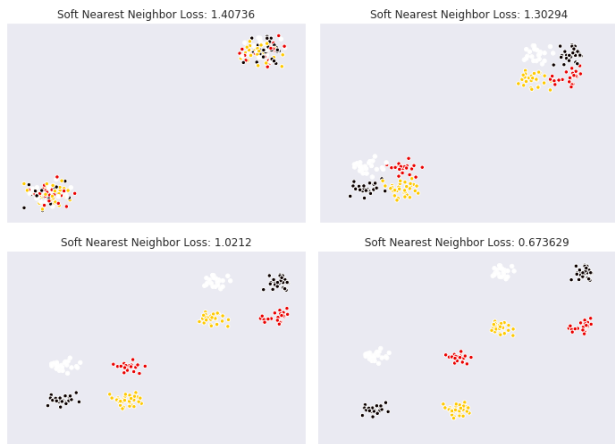 Soft Nearest Neighbor Loss: 1.40736
Soft Nearest Neighbor Loss: 1.30294
Soft Nearest Neighbor Loss: 1.0212
Soft Nearest Neighbor Loss: 0.673629